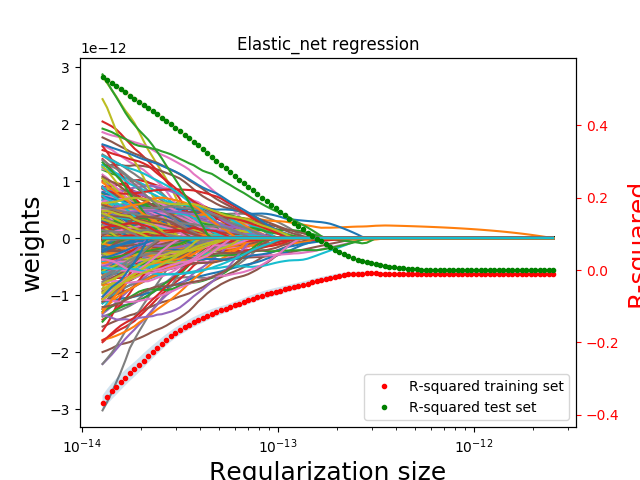 Elastic_net regression
1e−12
3
2
1
0
−1
−2
−3
weights
0.4
0.2
0.0
−0.2
−0.4
R-squared
R-squared training set
R-squared test set
10⁻¹⁴
10⁻¹³
10⁻¹²
Regularization size